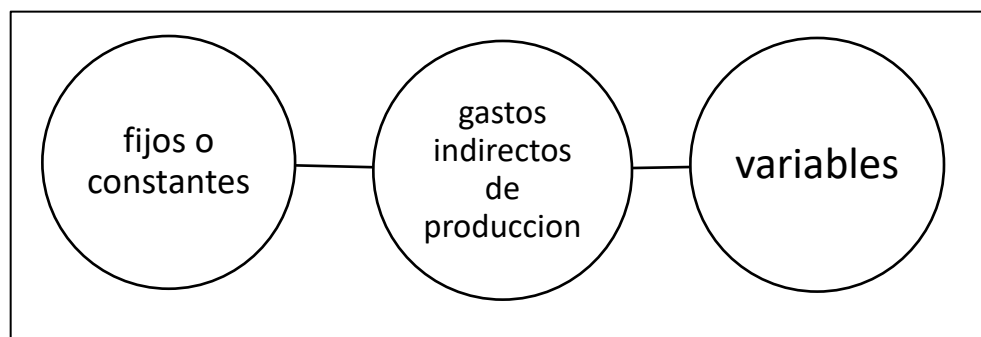 fijos o
constantes
gastos
indirectos
de
produccion
variables